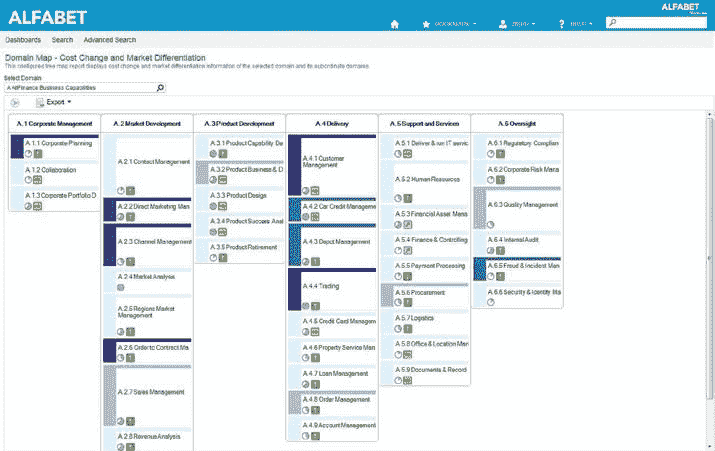 ALFABET
ALFABET
Dashboards Search Advanced Search
Domain Map - Cost Change and Market Differentiation
This configured tree map report displays cost change and market differentiation information of the selected domain and its subordinate domains
Select Domain
Export
A.1 Corporate Management
A.1.1 Corporate Planning
A.1.2 Collaboration
A.1.3 Corporate Portfolio D
A.2 Market Development
A.2.1 Contact Management
A.2.2 Direct Marketing Man
A.2.3 Channel Management
A.2.4 Market Analysis
A.2.5 Regions Market
Management
A.2.6 Order to Contract Ma
A.2.7 Sales Management
A.2.8 Revenue Analysis
A.3 Product Development
A.3.1 Product Capability De
A.3.2 Product Business & D
A.3.3 Product Design
A.3.4 Product Success Anal
A.3.5 Product Retirement
A.4 Delivery
A.4.1 Customer
Management
A.4.2 Car Credit Manageme
A.4.3 Depot Management
A.4.4 Trading
A.4.5 Credit Card Managem
A.4.6 Property Service Man
A.4.7 Loan Management
A.4.8 Order Management
A.4.9 Account Management
A.5 Support and Services
A.5.1 Deliver & run IT servic
A.5.2 Human Resources
A.5.3 Financial Asset Mana
A.5.4 Finance & Controlling
A.5.5 Payment Processing
A.5.6 Procurement
A.5.7 Logistics
A.5.8 Office & Location Man
A.5.9 Documents & Record
A.6 Oversight
A.6.1 Regulatory Complian
A.6.2 Corporate Risk Mana
A.6.3 Quality Management
A.6.4 Internal Audit
A.6.5 Fraud & Incident Man
A.6.6 Security & Identity Ma